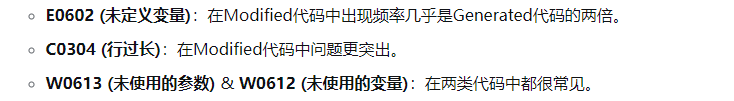 E0602 (未定义变量)：在Modified代码中出现频率几乎是Generated代码的两倍。
C0304 (行过长)：在Modified代码中问题更突出。
W0613 (未使用的参数) & W0612 (未使用的变量)：在两类代码中都很常见。